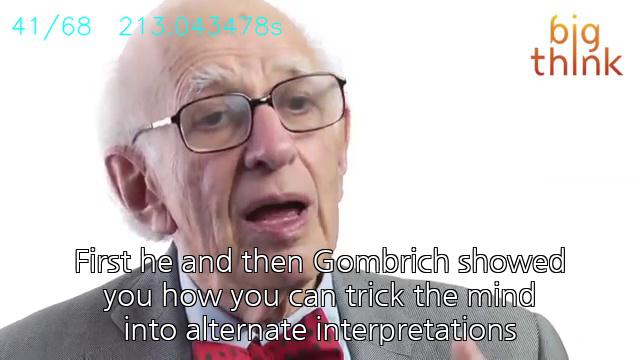 41/68 213.043478s
big
think
First he and then Gombrich showed
you how you can trick the mind
into alternate interpretations